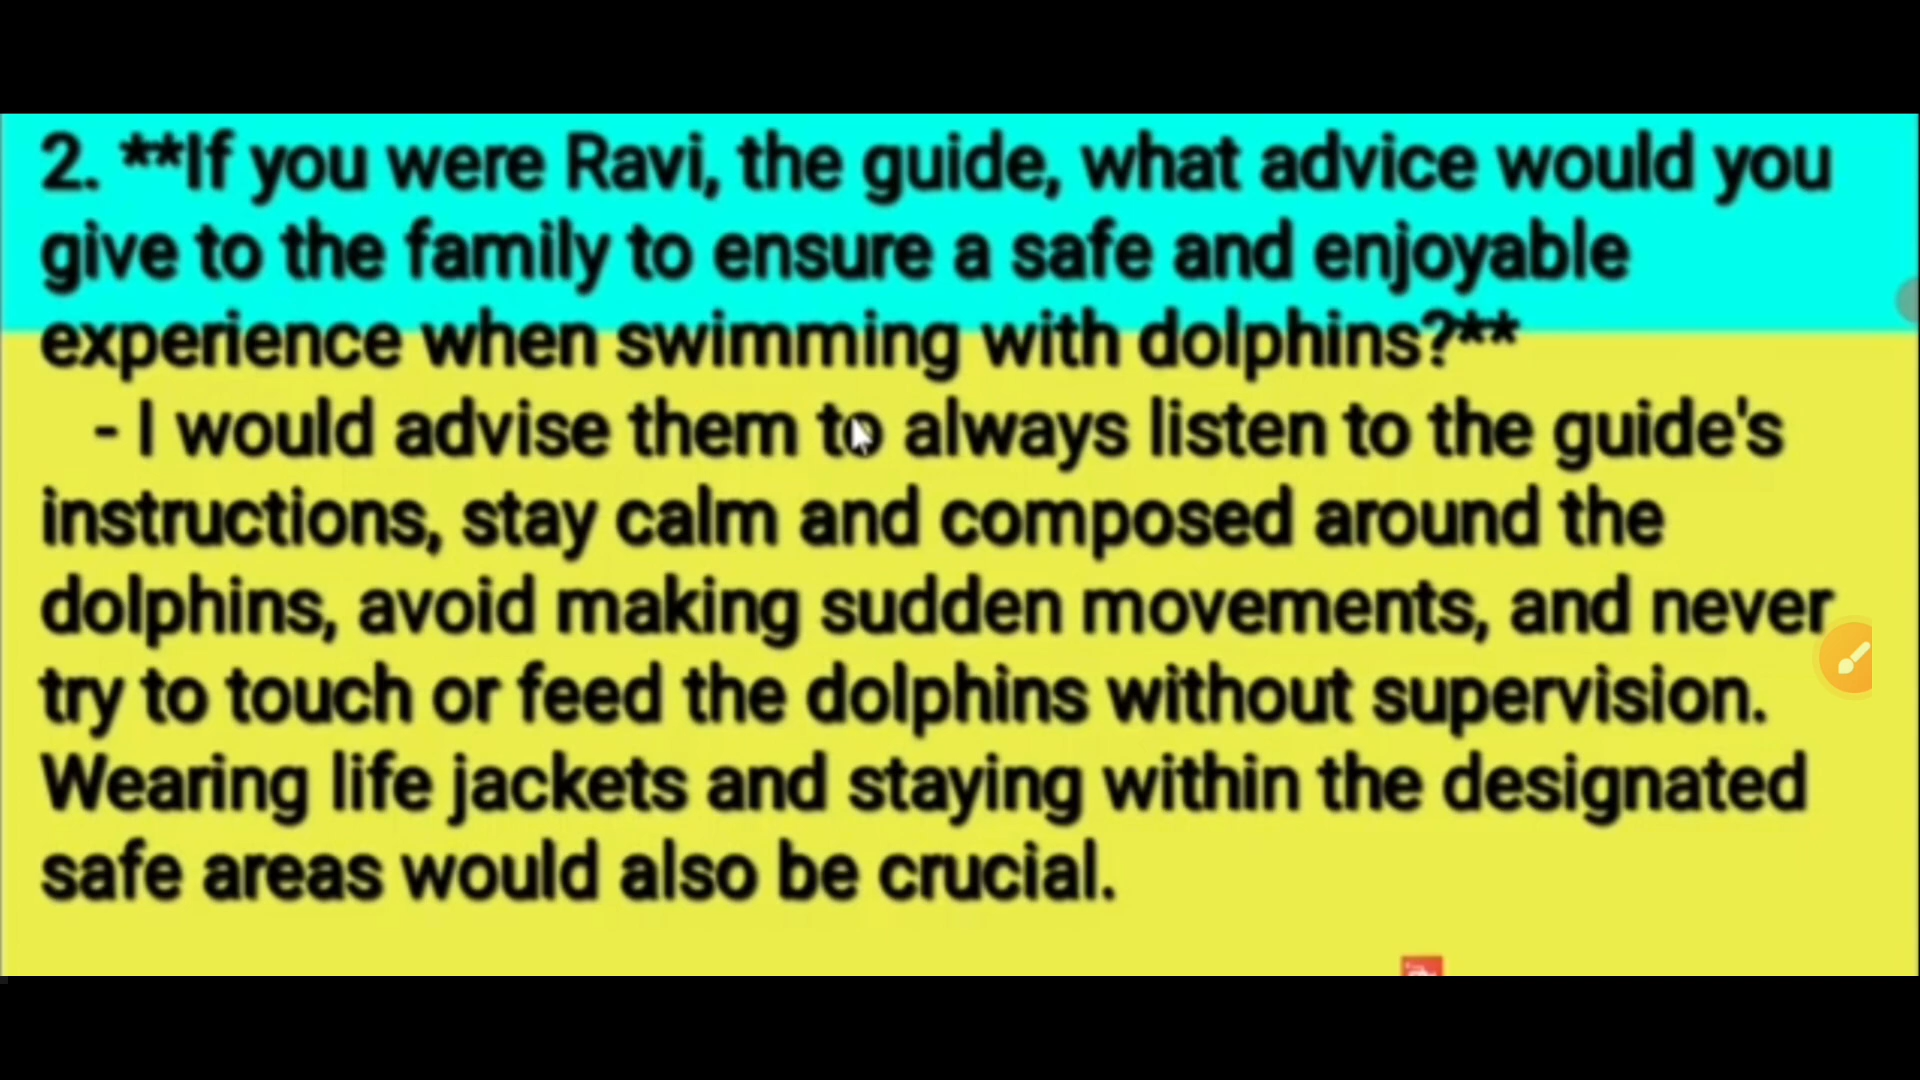 2. **If you were Ravi, the guide, what advice would you
give to the family to ensure a safe and enjoyable
experience when swimming with dolphins?**
- I would advise them to always listen to the guide's
instructions, stay calm and composed around the
dolphins, avoid making sudden movements, and never
try to touch or feed the dolphins without supervision.
Wearing life jackets and staying within the designated
safe areas would also be crucial.